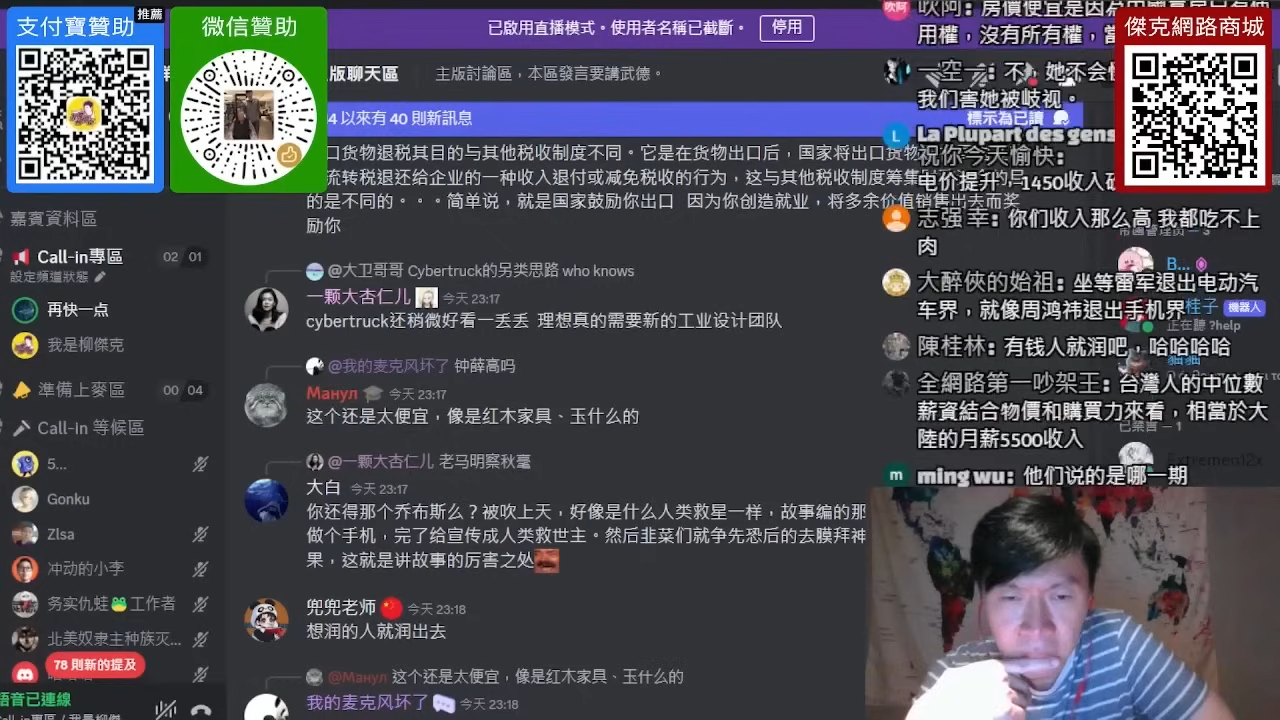 支付寶贊助
推薦
微信贊助
已啟用直播模式。使用者名稱已截斷。
停用
傑克網路商城
版聊天區
主版討論區，本區發言要講武德。
4 以來有 40 則新訊息
標示為已讀
口货物退税其目的与其他税收制度不同。它是在货物出口后，国家将出口货物
流转税退还给企业的一种收入退付或减免税收的行为，这与其他税收制度筹集
的是不同的。。。简单说，就是国家鼓励你出口 因为你创造就业，将多余价值销售出去而奖
励你
@大卫哥哥 Cybertruck的另类思路 who knows
一颗大杏仁儿 今天 23:17
cybertruck还稍微好看一丢丢 理想真的需要新的工业设计团队
@我的麦克风坏了 钟薛高吗
Манул 今天 23:17
这个还是太便宜，像是红木家具、玉什么的
@一颗大杏仁儿 老马明察秋毫
大白 今天 23:17
你还得那个乔布斯么？被吹上天，好像是什么人类救星一样，故事编的那
做个手机，完了给宣传成人类救世主。然后韭菜们就争先恐后的去膜拜神
果，这就是讲故事的厉害之处
兜兜老师 今天 23:18
想润的人就润出去
@Манул 这个还是太便宜，像是红木家具、玉什么的
我的麦克风坏了 今天 23:18
嘉賓資料區
Call-in專區 02 01
設定頻道狀態
再快一点
我是柳傑克
準備上麥區 00 04
Call-in 等候區
5...
Gonku
Zlsa
冲动的小李
务实仇蛙🐸工作者
北美奴隶主种族灭...
78 則新的提及
語音已連線
吹阿: 房價便宜是因為中國
用權，沒有所有權，
一空一: 不，她不会
我们害她被歧视。
La Plupart des gens
祝你今天愉快:
电价提升，1450收入
志强幸: 你们收入那么高 我都吃不上
肉
大醉俠的始祖: 坐等雷军退出电动汽
车界，就像周鸿祎退出手机界
陳桂林: 有钱人就润吧，哈哈哈哈
全網路第一吵架王: 台灣人的中位數
薪資結合物價和購買力來看，相當於大
陸的月薪5500收入
ming wu: 他们说的是哪一期
B...
桂子
機器人
正在聽 ?help
已禁言 – 1
Extremen12x